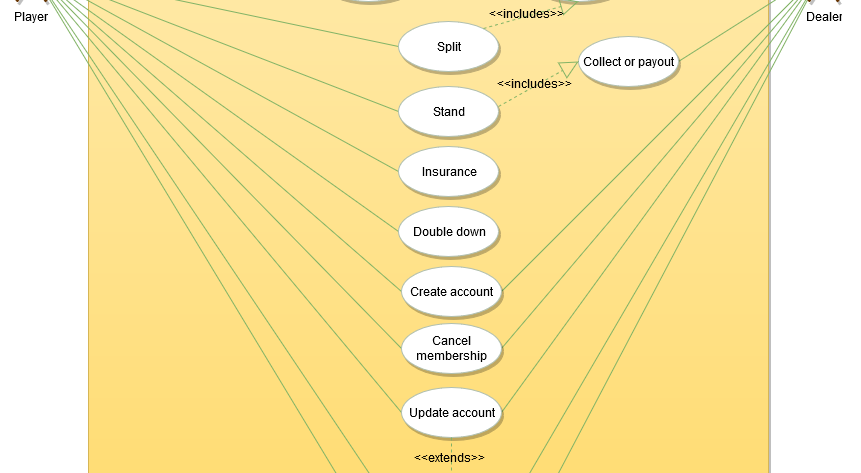 Player
Dealer
<<includes>>
Split
Collect or payout
<<includes>>
Stand
Insurance
Double down
Create account
Cancel
membership
Update account
<<extends>>